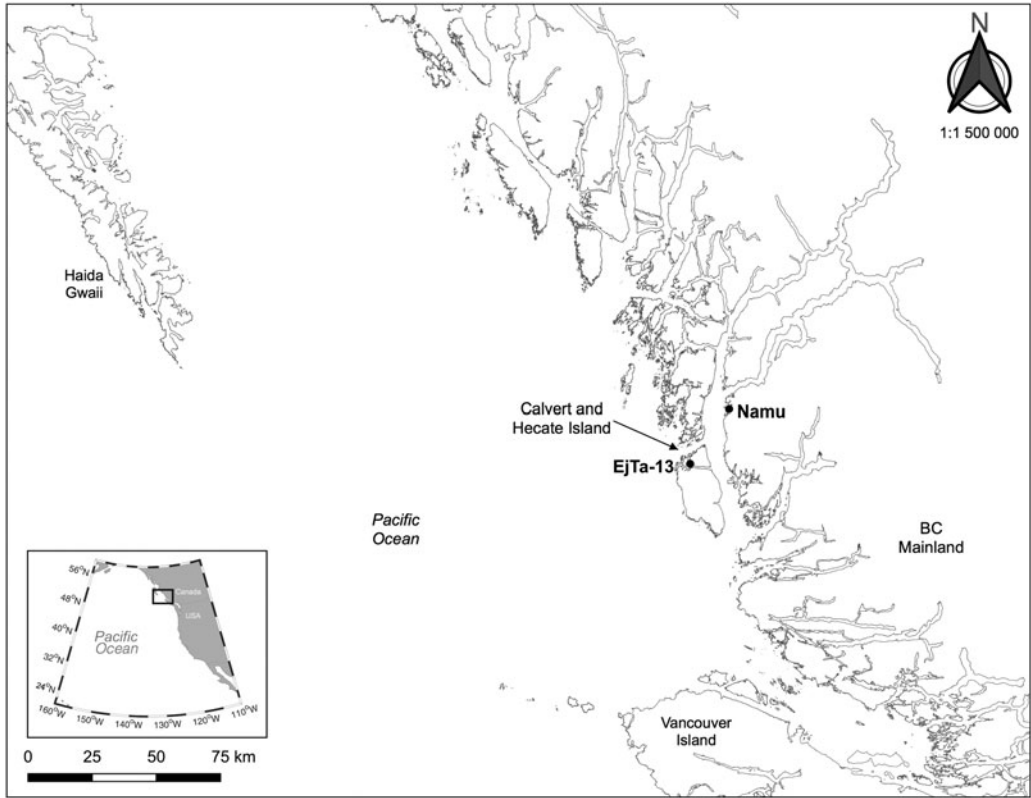 N
1:1 500 000
Haida
Gwaii
Calvert and
Hecate Island
Namu
EjTa-13
Pacific
Ocean
BC
Mainland
Vancouver
Island
56°N
48°N
40°N
32°N
24°N
160°W
150°W
140°W
130°W
120°W
110°W
Canada
USA
Pacific
Ocean
0 25 50 75 km